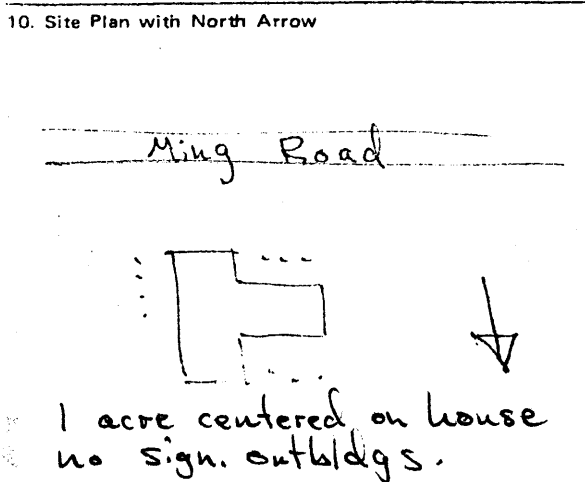 10. Site Plan with North Arrow
Ming Road
1 acre centered on house
no sign. outbldgs.